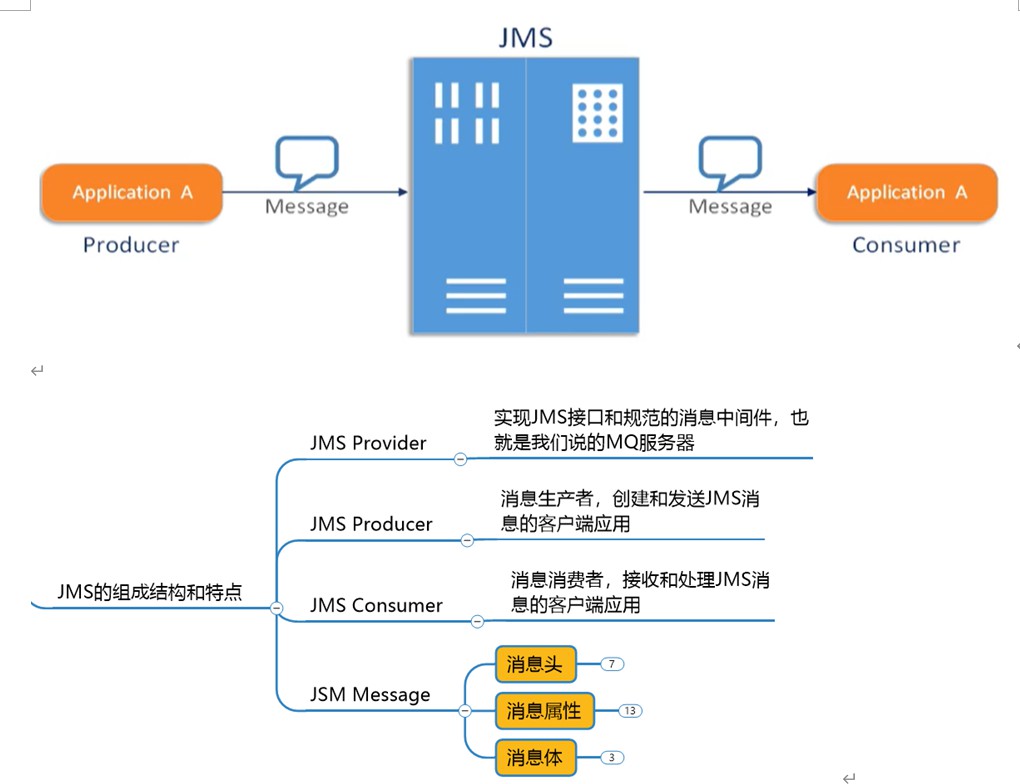 JMS
Application A
Message
Message
Application A
Producer
Consumer
实现JMS接口和规范的消息中间件，也
就是我们说的MQ服务器
JMS Provider
消息生产者，创建和发送JMS消
息的客户端应用
JMS Producer
JMS的组成结构和特点
消息消费者，接收和处理JMS消
息的客户端应用
JMS Consumer
JSM Message
消息头
7
消息属性
13
消息体
3